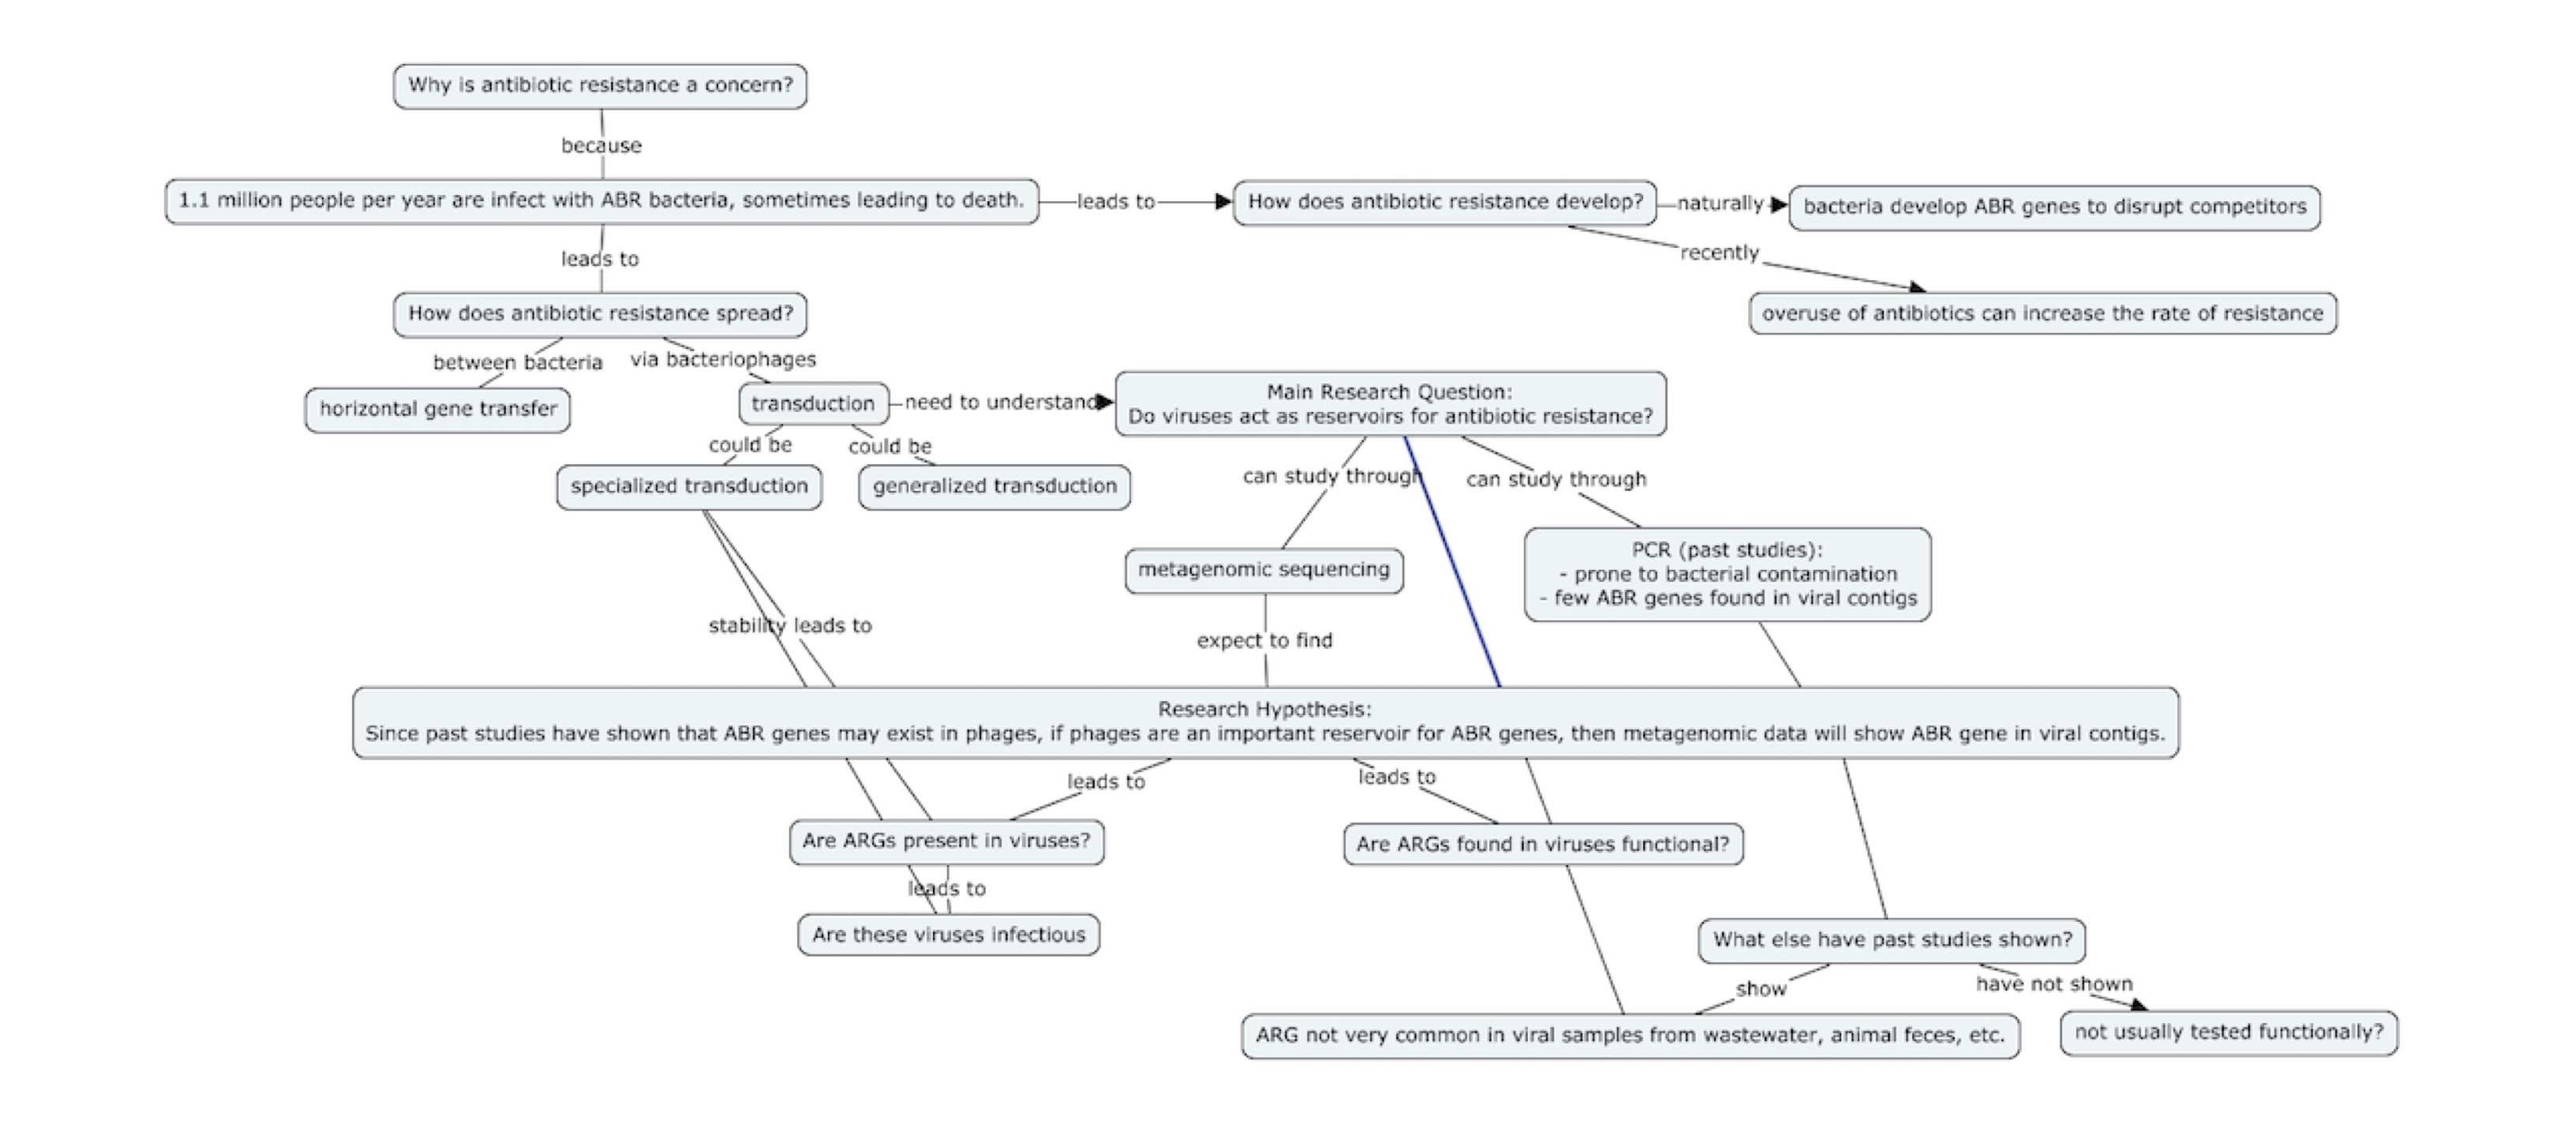 Why is antibiotic resistance a concern?
because
1.1 million people per year are infect with ABR bacteria, sometimes leading to death.
leads to
How does antibiotic resistance develop?
naturally
bacteria develop ABR genes to disrupt competitors
recently
overuse of antibiotics can increase the rate of resistance
leads to
How does antibiotic resistance spread?
between bacteria
via bacteriophages
horizontal gene transfer
transduction
need to understand
Main Research Question:
Do viruses act as reservoirs for antibiotic resistance?
could be
could be
specialized transduction
generalized transduction
can study through
can study through
metagenomic sequencing
PCR (past studies):
- prone to bacterial contamination
- few ABR genes found in viral contigs
stability leads to
expect to find
Research Hypothesis:
Since past studies have shown that ABR genes may exist in phages, if phages are an important reservoir for ABR genes, then metagenomic data will show ABR gene in viral contigs.
leads to
leads to
Are ARGs present in viruses?
Are ARGs found in viruses functional?
leads to
Are these viruses infectious
What else have past studies shown?
show
have not shown
ARG not very common in viral samples from wastewater, animal feces, etc.
not usually tested functionally?